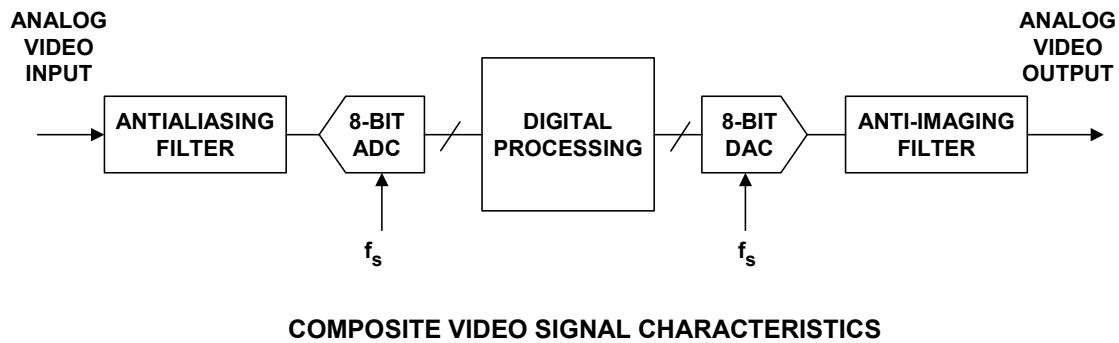 ANALOG
VIDEO
INPUT
ANALOG
VIDEO
OUTPUT
ANTIALIASING
FILTER
8-BIT
ADC
DIGITAL
PROCESSING
8-BIT
DAC
ANTI-IMAGING
FILTER
fs
fs
COMPOSITE VIDEO SIGNAL CHARACTERISTICS